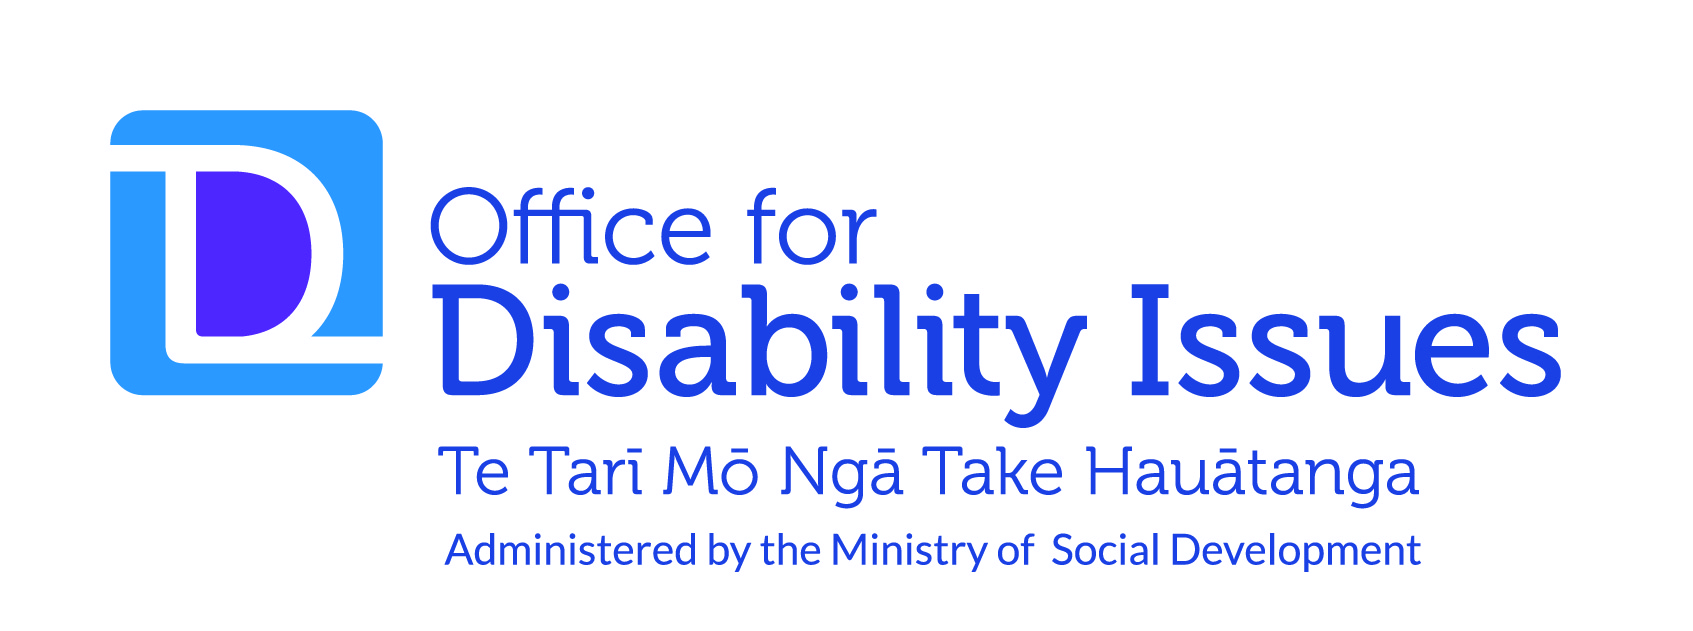 Office for
Disability Issues
Te Tarī Mō Ngā Take Hauātanga
Administered by the Ministry of Social Development